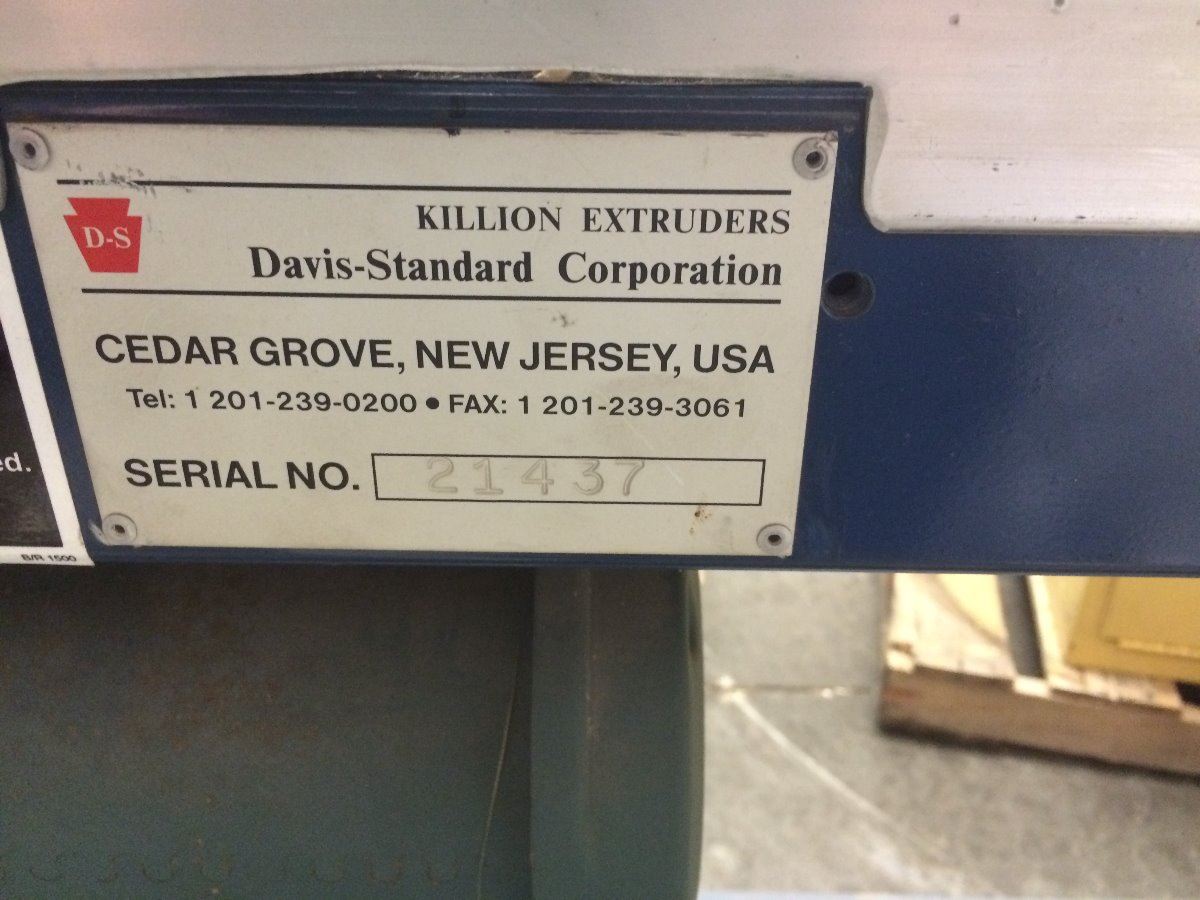 KILLION EXTRUDERS
D-S
Davis-Standard Corporation
CEDAR GROVE, NEW JERSEY, USA
Tel: 1 201-239-0200 • FAX: 1 201-239-3061
SERIAL NO. 21437
ed.
B/R 1500